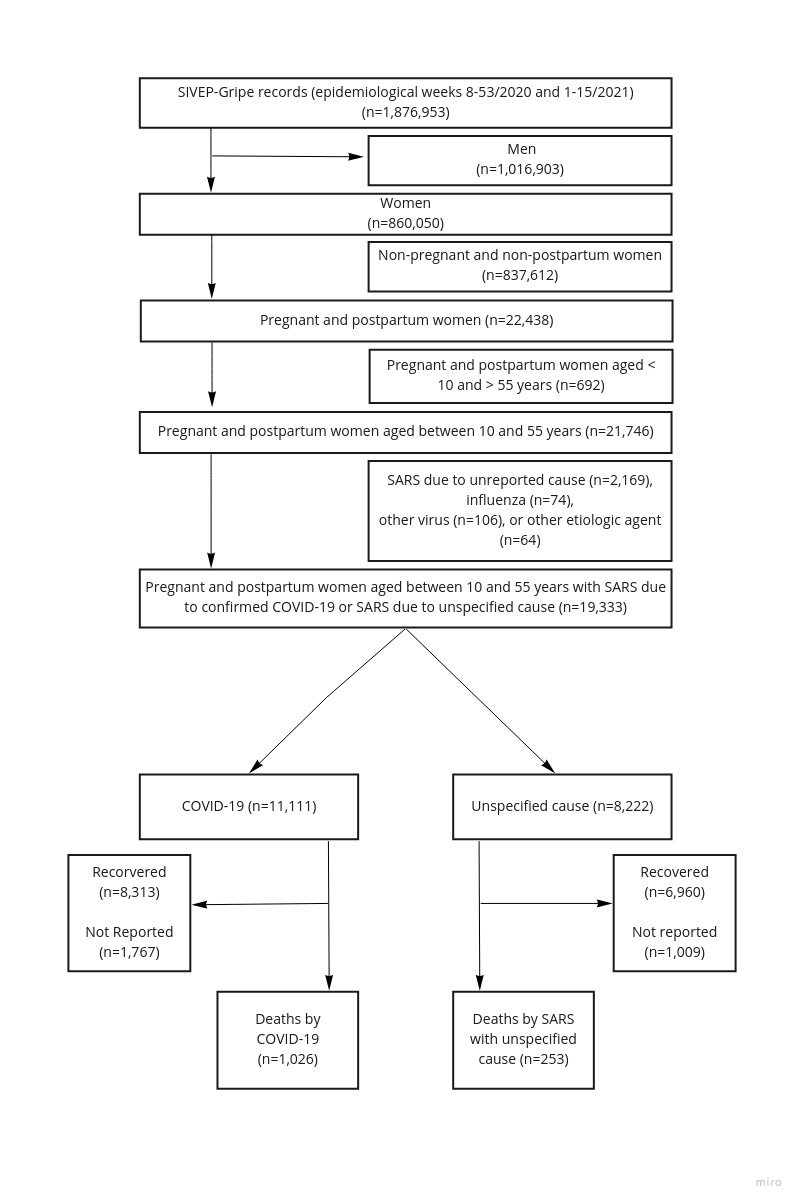 SIVEP-Gripe records (epidemiological weeks 8-53/2020 and 1-15/2021)
(n=1,876,953)
Men
(n=1,016,903)
Women
(n=860,050)
Non-pregnant and non-postpartum women
(n=837,612)
Pregnant and postpartum women (n=22,438)
Pregnant and postpartum women aged <
10 and > 55 years (n=692)
Pregnant and postpartum women aged between 10 and 55 years (n=21,746)
SARS due to unreported cause (n=2,169),
influenza (n=74),
other virus (n=106), or other etiologic agent
(n=64)
Pregnant and postpartum women aged between 10 and 55 years with SARS due
to confirmed COVID-19 or SARS due to unspecified cause (n=19,333)
COVID-19 (n=11,111)
Unspecified cause (n=8,222)
Recorvered
(n=8,313)
Not Reported
(n=1,767)
Recovered
(n=6,960)
Not reported
(n=1,009)
Deaths by
COVID-19
(n=1,026)
Deaths by SARS
with unspecified
cause (n=253)
miro